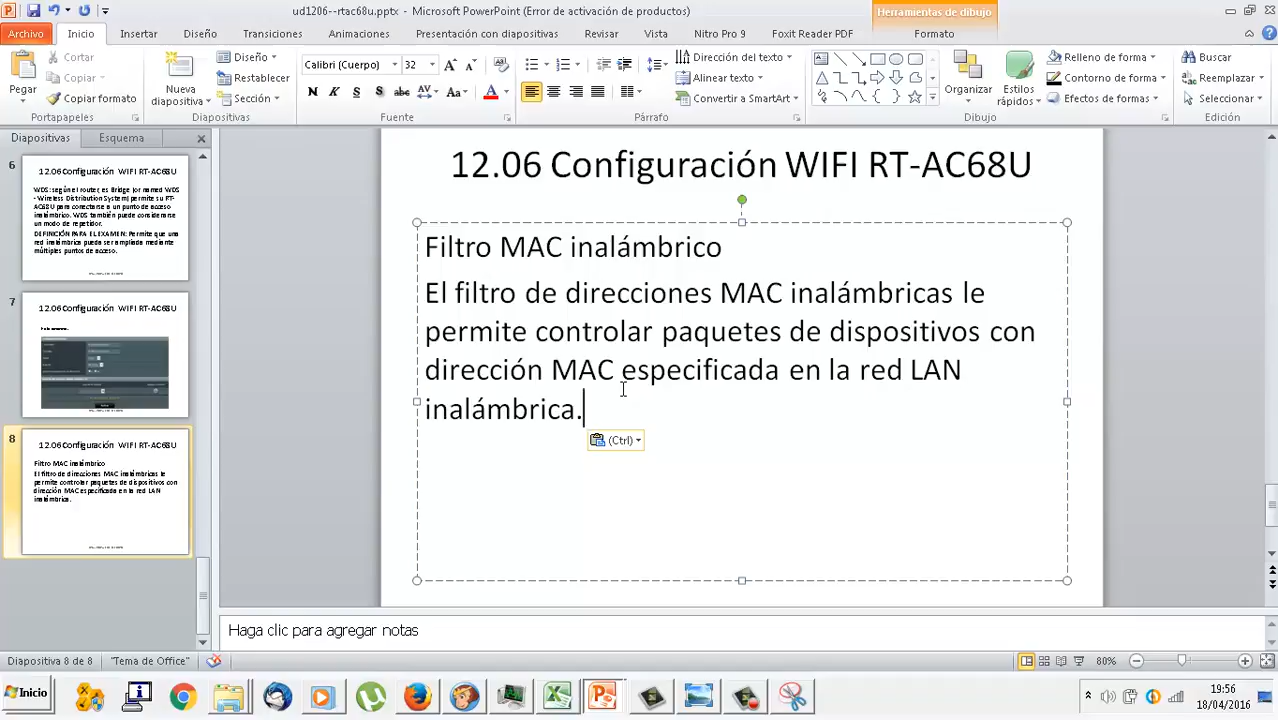 ud1206--rtac68u.pptx - Microsoft PowerPoint (Error de activación de productos)
Herramientas de dibujo
Archivo Inicio Insertar Diseño Transiciones Animaciones Presentación con diapositivas Revisar Vista Nitro Pro 9 Foxit Reader PDF Formato
Pegar
Cortar
Copiar
Copiar formato
Portapapeles
Nueva diapositiva
Diseño
Restablecer
Sección
Diapositivas
Calibri (Cuerpo) 32
N K S S abc AV Aa A
Fuente
Dirección del texto
Alinear texto
Convertir a SmartArt
Párrafo
Organizar
Estilos rápidos
Relleno de forma
Contorno de forma
Efectos de formas
Dibujo
Buscar
Reemplazar
Seleccionar
Edición
Diapositivas Esquema
6
12.06 Configuración WIFI RT-AC68U
WDS: según el router, es Bridge (or named WDS
- Wireless Distribution System) permite su RT-
AC68U para conectarse a un punto de acceso
inalámbrico. WDS también puede considerarse
un modo de repetidor.
DEFINICIÓN PARA EL EXAMEN: Permite que una
red inalámbrica pueda ser ampliada mediante
múltiples puntos de acceso.
7
12.06 Configuración WIFI RT-AC68U
8
12.06 Configuración WIFI RT-AC68U
Filtro MAC inalámbrico
El filtro de direcciones MAC inalámbricas le
permite controlar paquetes de dispositivos con
dirección MAC especificada en la red LAN
inalámbrica.
12.06 Configuración WIFI RT-AC68U
Filtro MAC inalámbrico
El filtro de direcciones MAC inalámbricas le
permite controlar paquetes de dispositivos con
dirección MAC especificada en la red LAN
inalámbrica.
(Ctrl)
Haga clic para agregar notas
Diapositiva 8 de 8 "Tema de Office" 80%
Inicio
19:56
18/04/2016